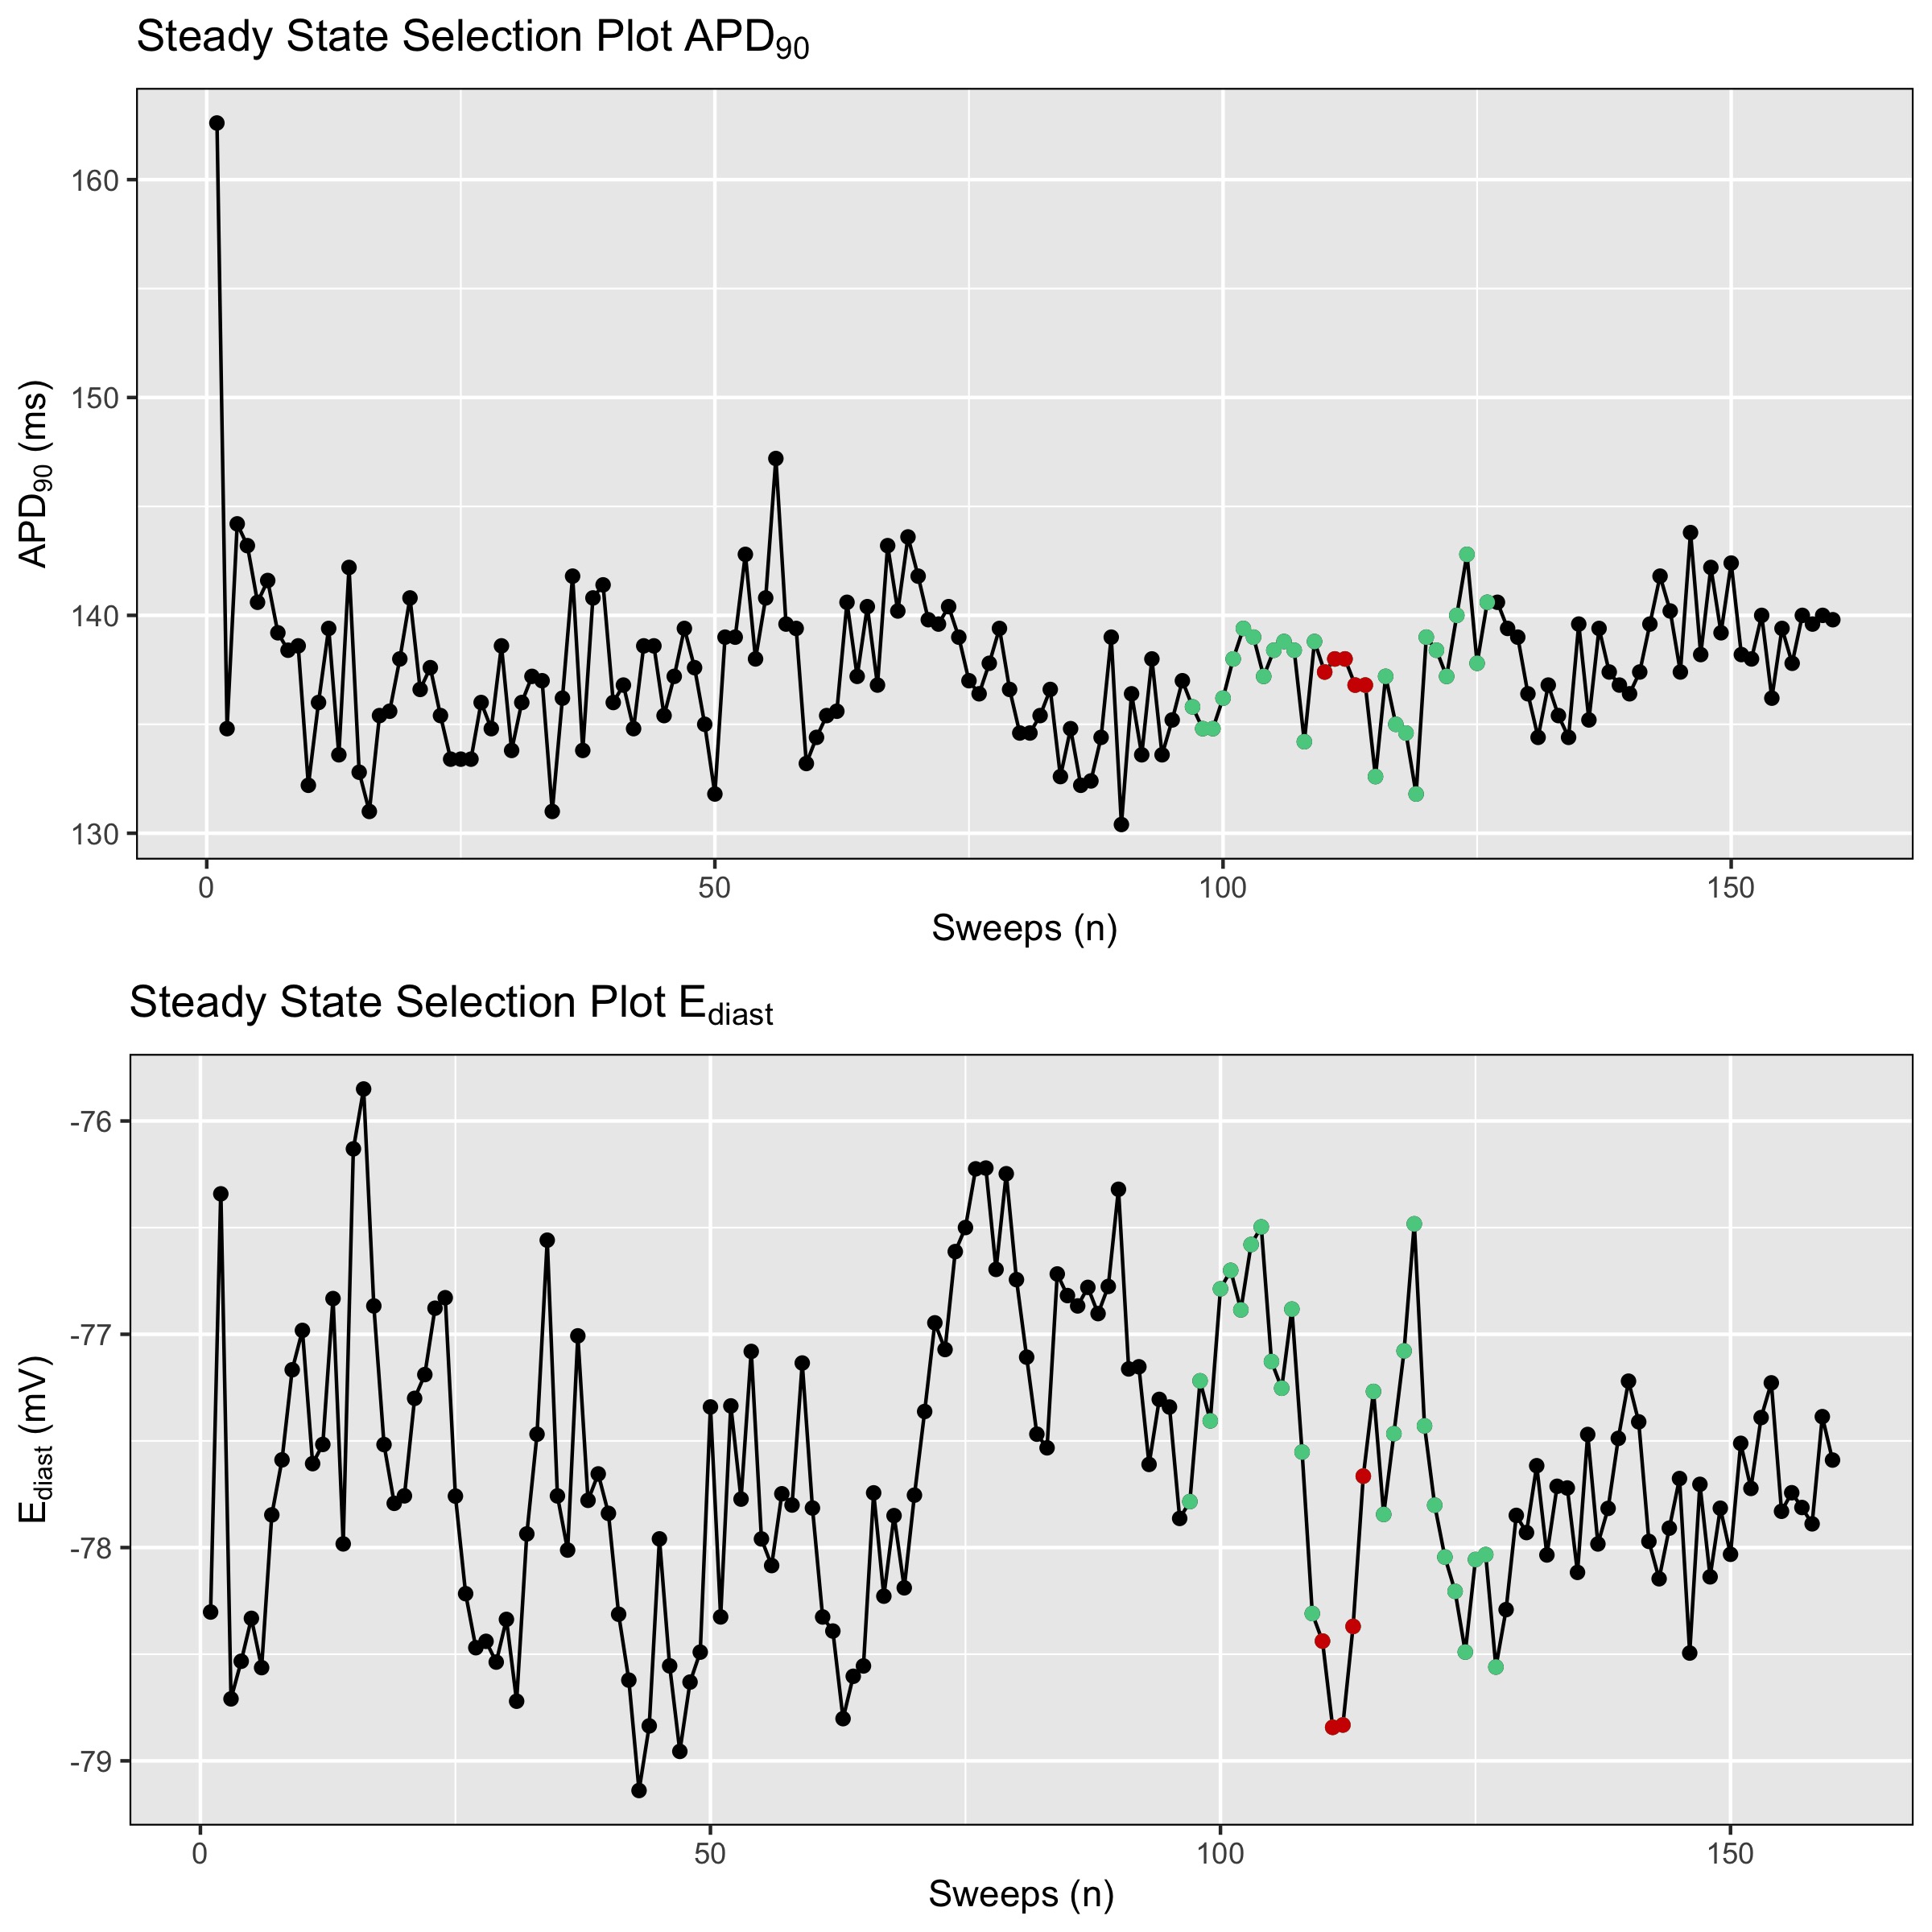 Steady State Selection Plot APD90
160
150
140
130
APD90 (ms)
0 50 100 150
Sweeps (n)
Steady State Selection Plot Ediast
-76
-77
-78
-79
Ediast (mV)
0 50 100 150
Sweeps (n)